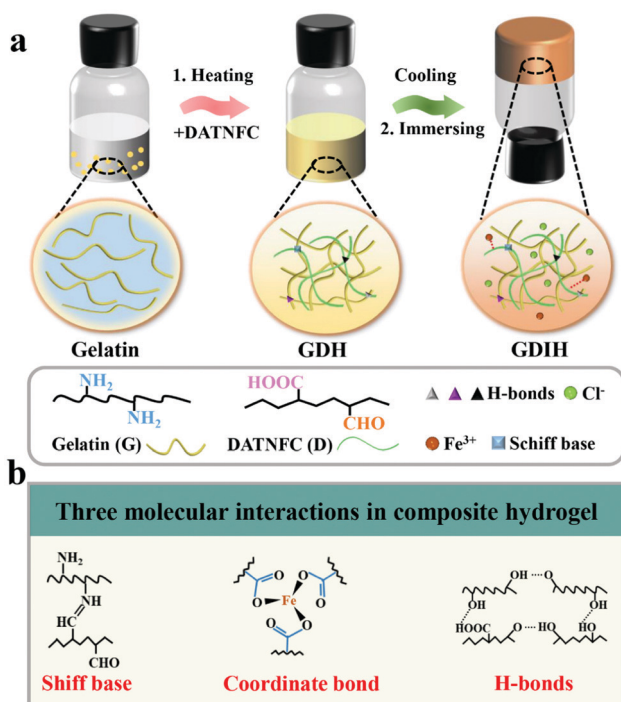 a
1. Heating
+DATNFC
Cooling
2. Immersing
Gelatin
GDH
GDIH
NH2
NH2
Gelatin (G)
HOOC
CHO
DATNFC (D)
H-bonds
Cl-
Fe3+
Schiff base
b
Three molecular interactions in composite hydrogel
NH2
NH
HC
CHO
Shiff base
O
O
O
O
Fe
O
O
Coordinate bond
OH
O
OH
OH
HOOC
O
HO
HO
H-bonds